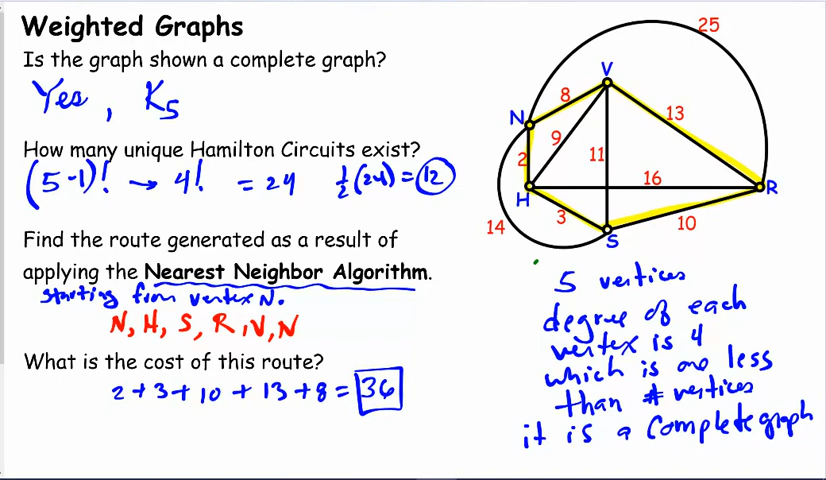 Weighted Graphs
Is the graph shown a complete graph?
Yes, K5
How many unique Hamilton Circuits exist?
(5-1)! → 4! = 24 ½(24) = 12
Find the route generated as a result of
applying the Nearest Neighbor Algorithm.
starting from vertex N.
N, H, S, R, V, N
What is the cost of this route?
2 + 3 + 10 + 13 + 8 = 36
25
V
8
13
N
9
2
11
16
H
R
3
14
10
S
5 vertices
degree of each
vertex is 4
which is one less
than # vertices
it is a complete graph